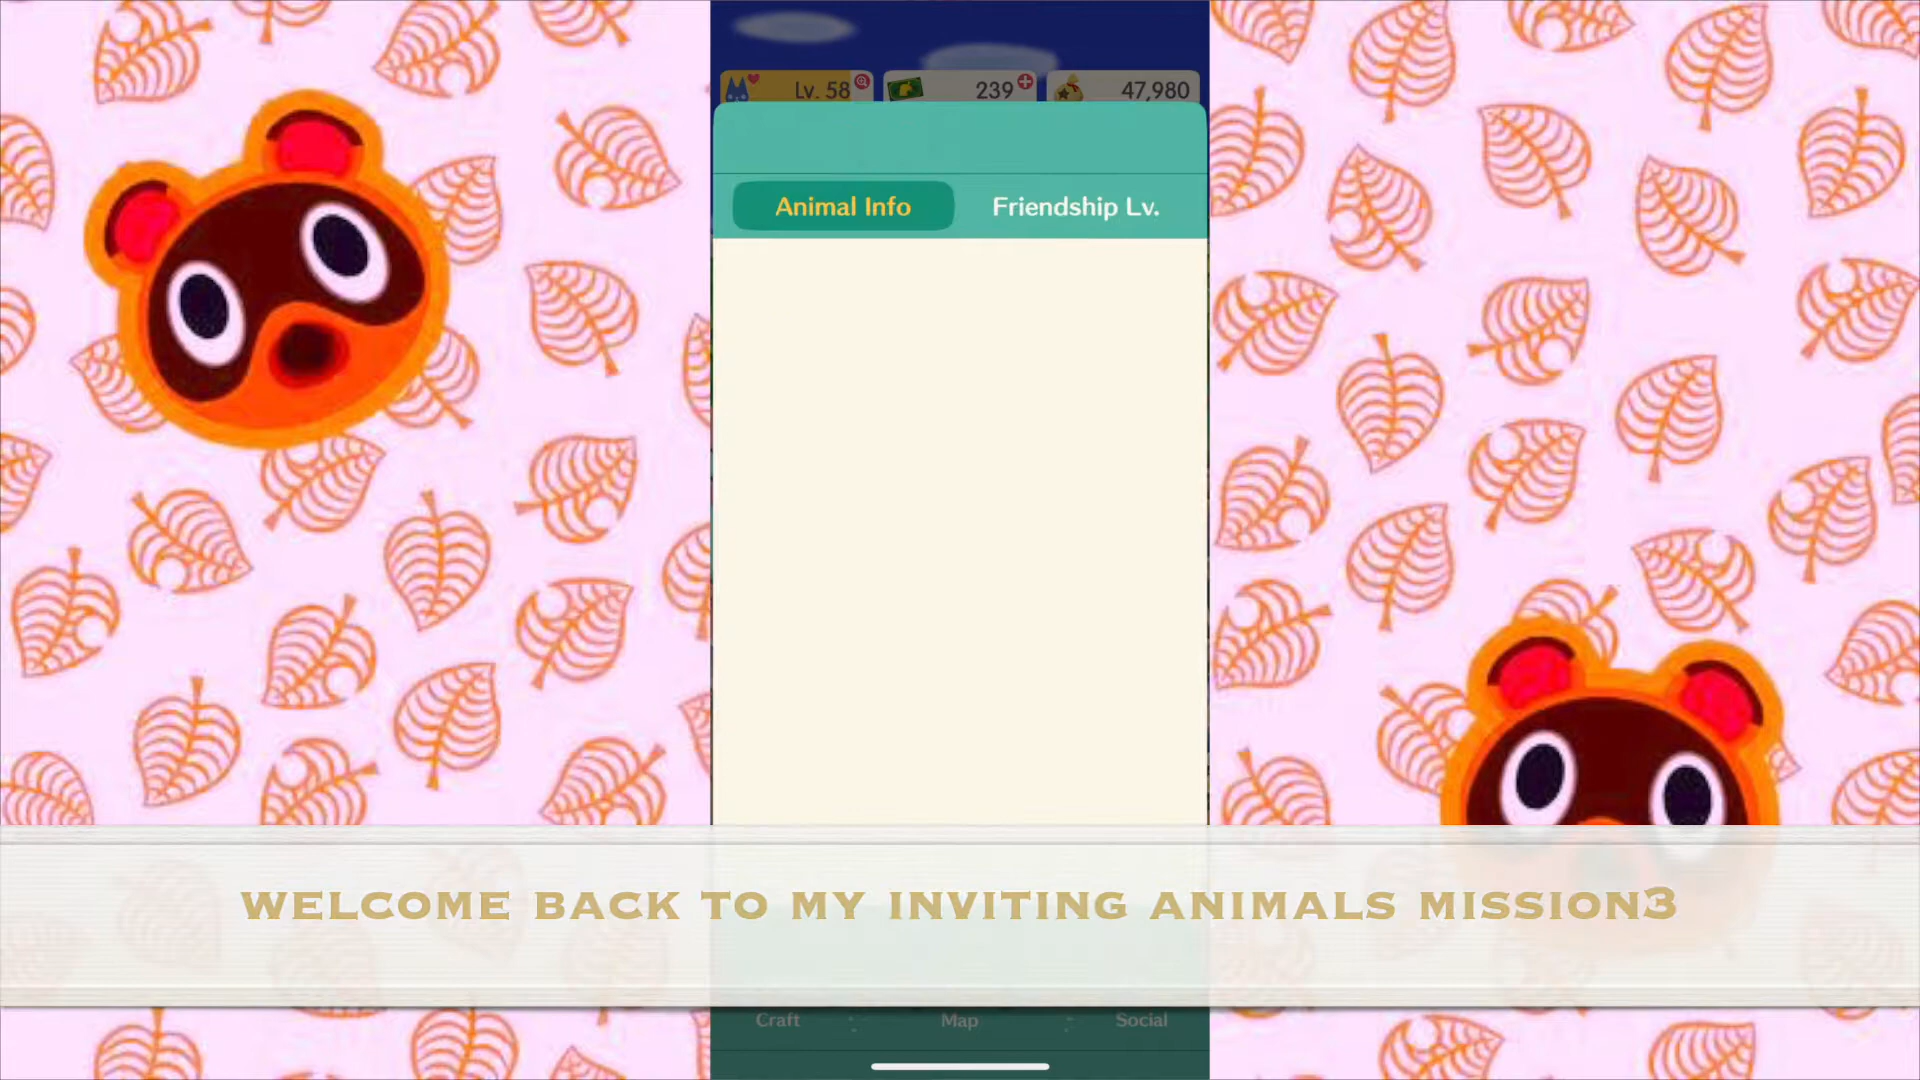 Lv. 58 239 47,980
Animal Info Friendship Lv.
WELCOME BACK TO MY INVITING ANIMALS MISSION3
Craft Map Social